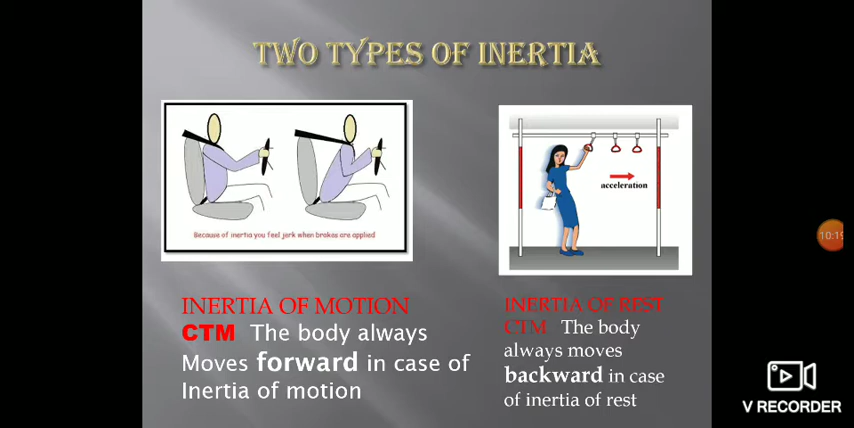 TWO TYPES OF INERTIA
Because of inertia you feel jerk when brakes are applied
acceleration
INERTIA OF MOTION
CTM The body always
Moves forward in case of
Inertia of motion
INERTIA OF REST
CTM The body
always moves
backward in case
of inertia of rest
10:19
V RECORDER